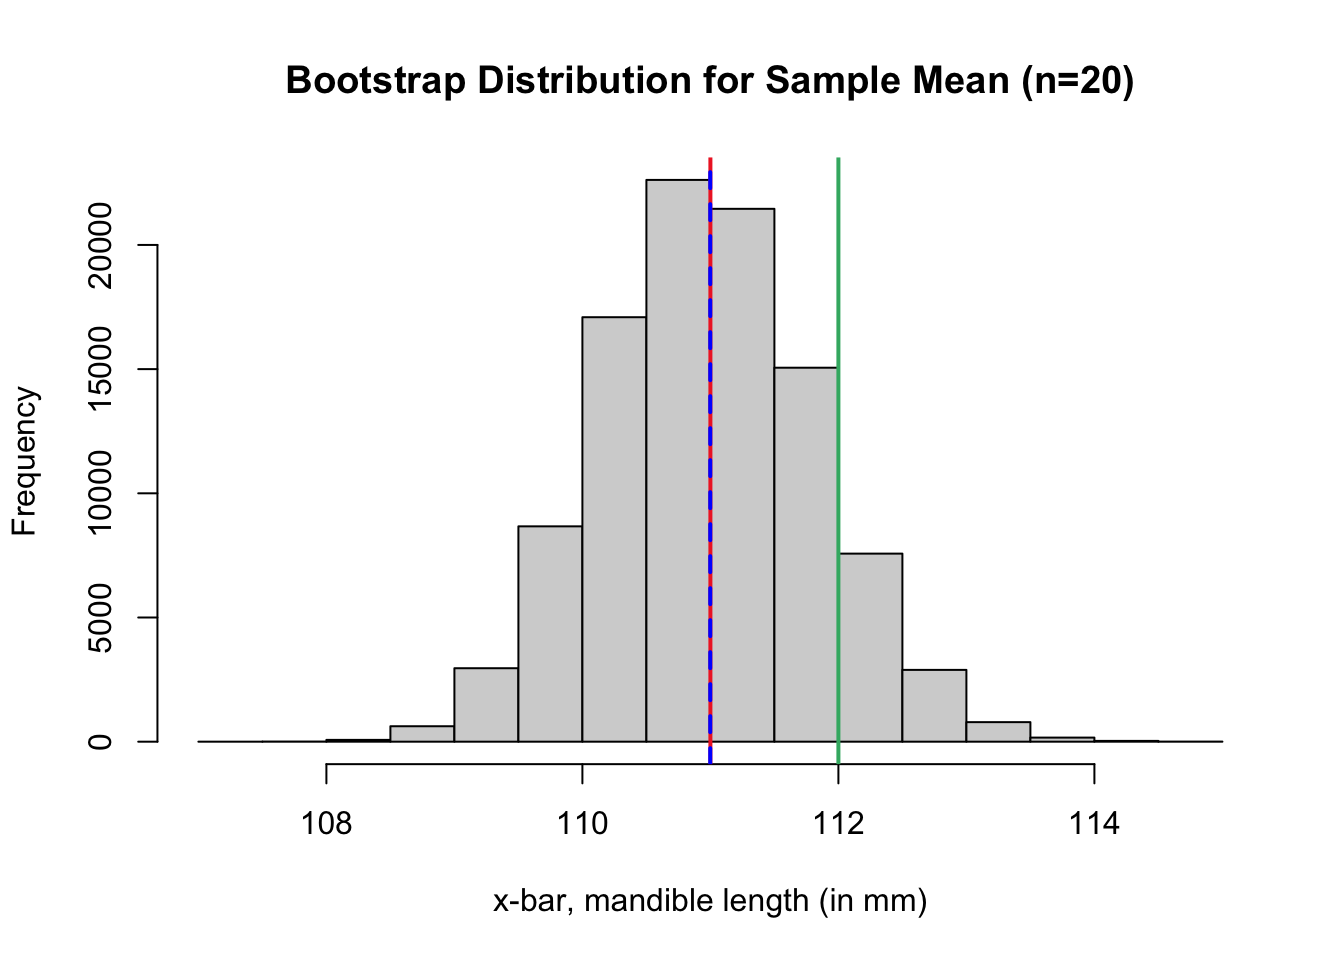 Bootstrap Distribution for Sample Mean (n=20)
Frequency
20000
15000
10000
5000
0
108 110 112 114
x-bar, mandible length (in mm)